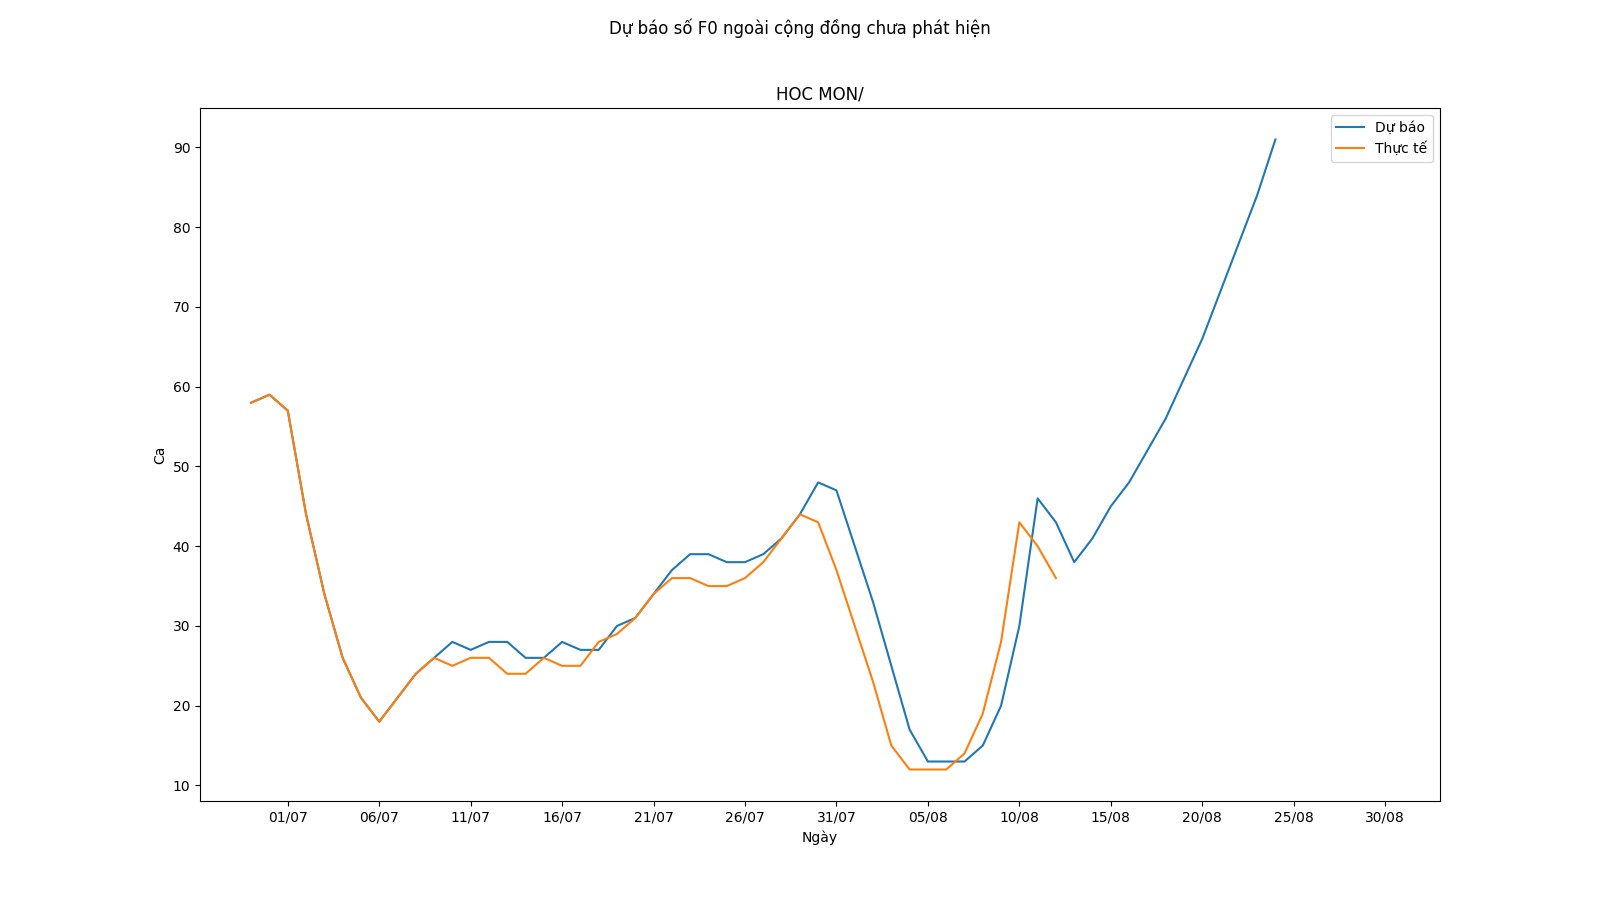 Dự báo số F0 ngoài cộng đồng chưa phát hiện
HOC MON/
Dự báo
Thực tế
Ca
90
80
70
60
50
40
30
20
10
01/07 06/07 11/07 16/07 21/07 26/07 31/07 05/08 10/08 15/08 20/08 25/08 30/08
Ngày